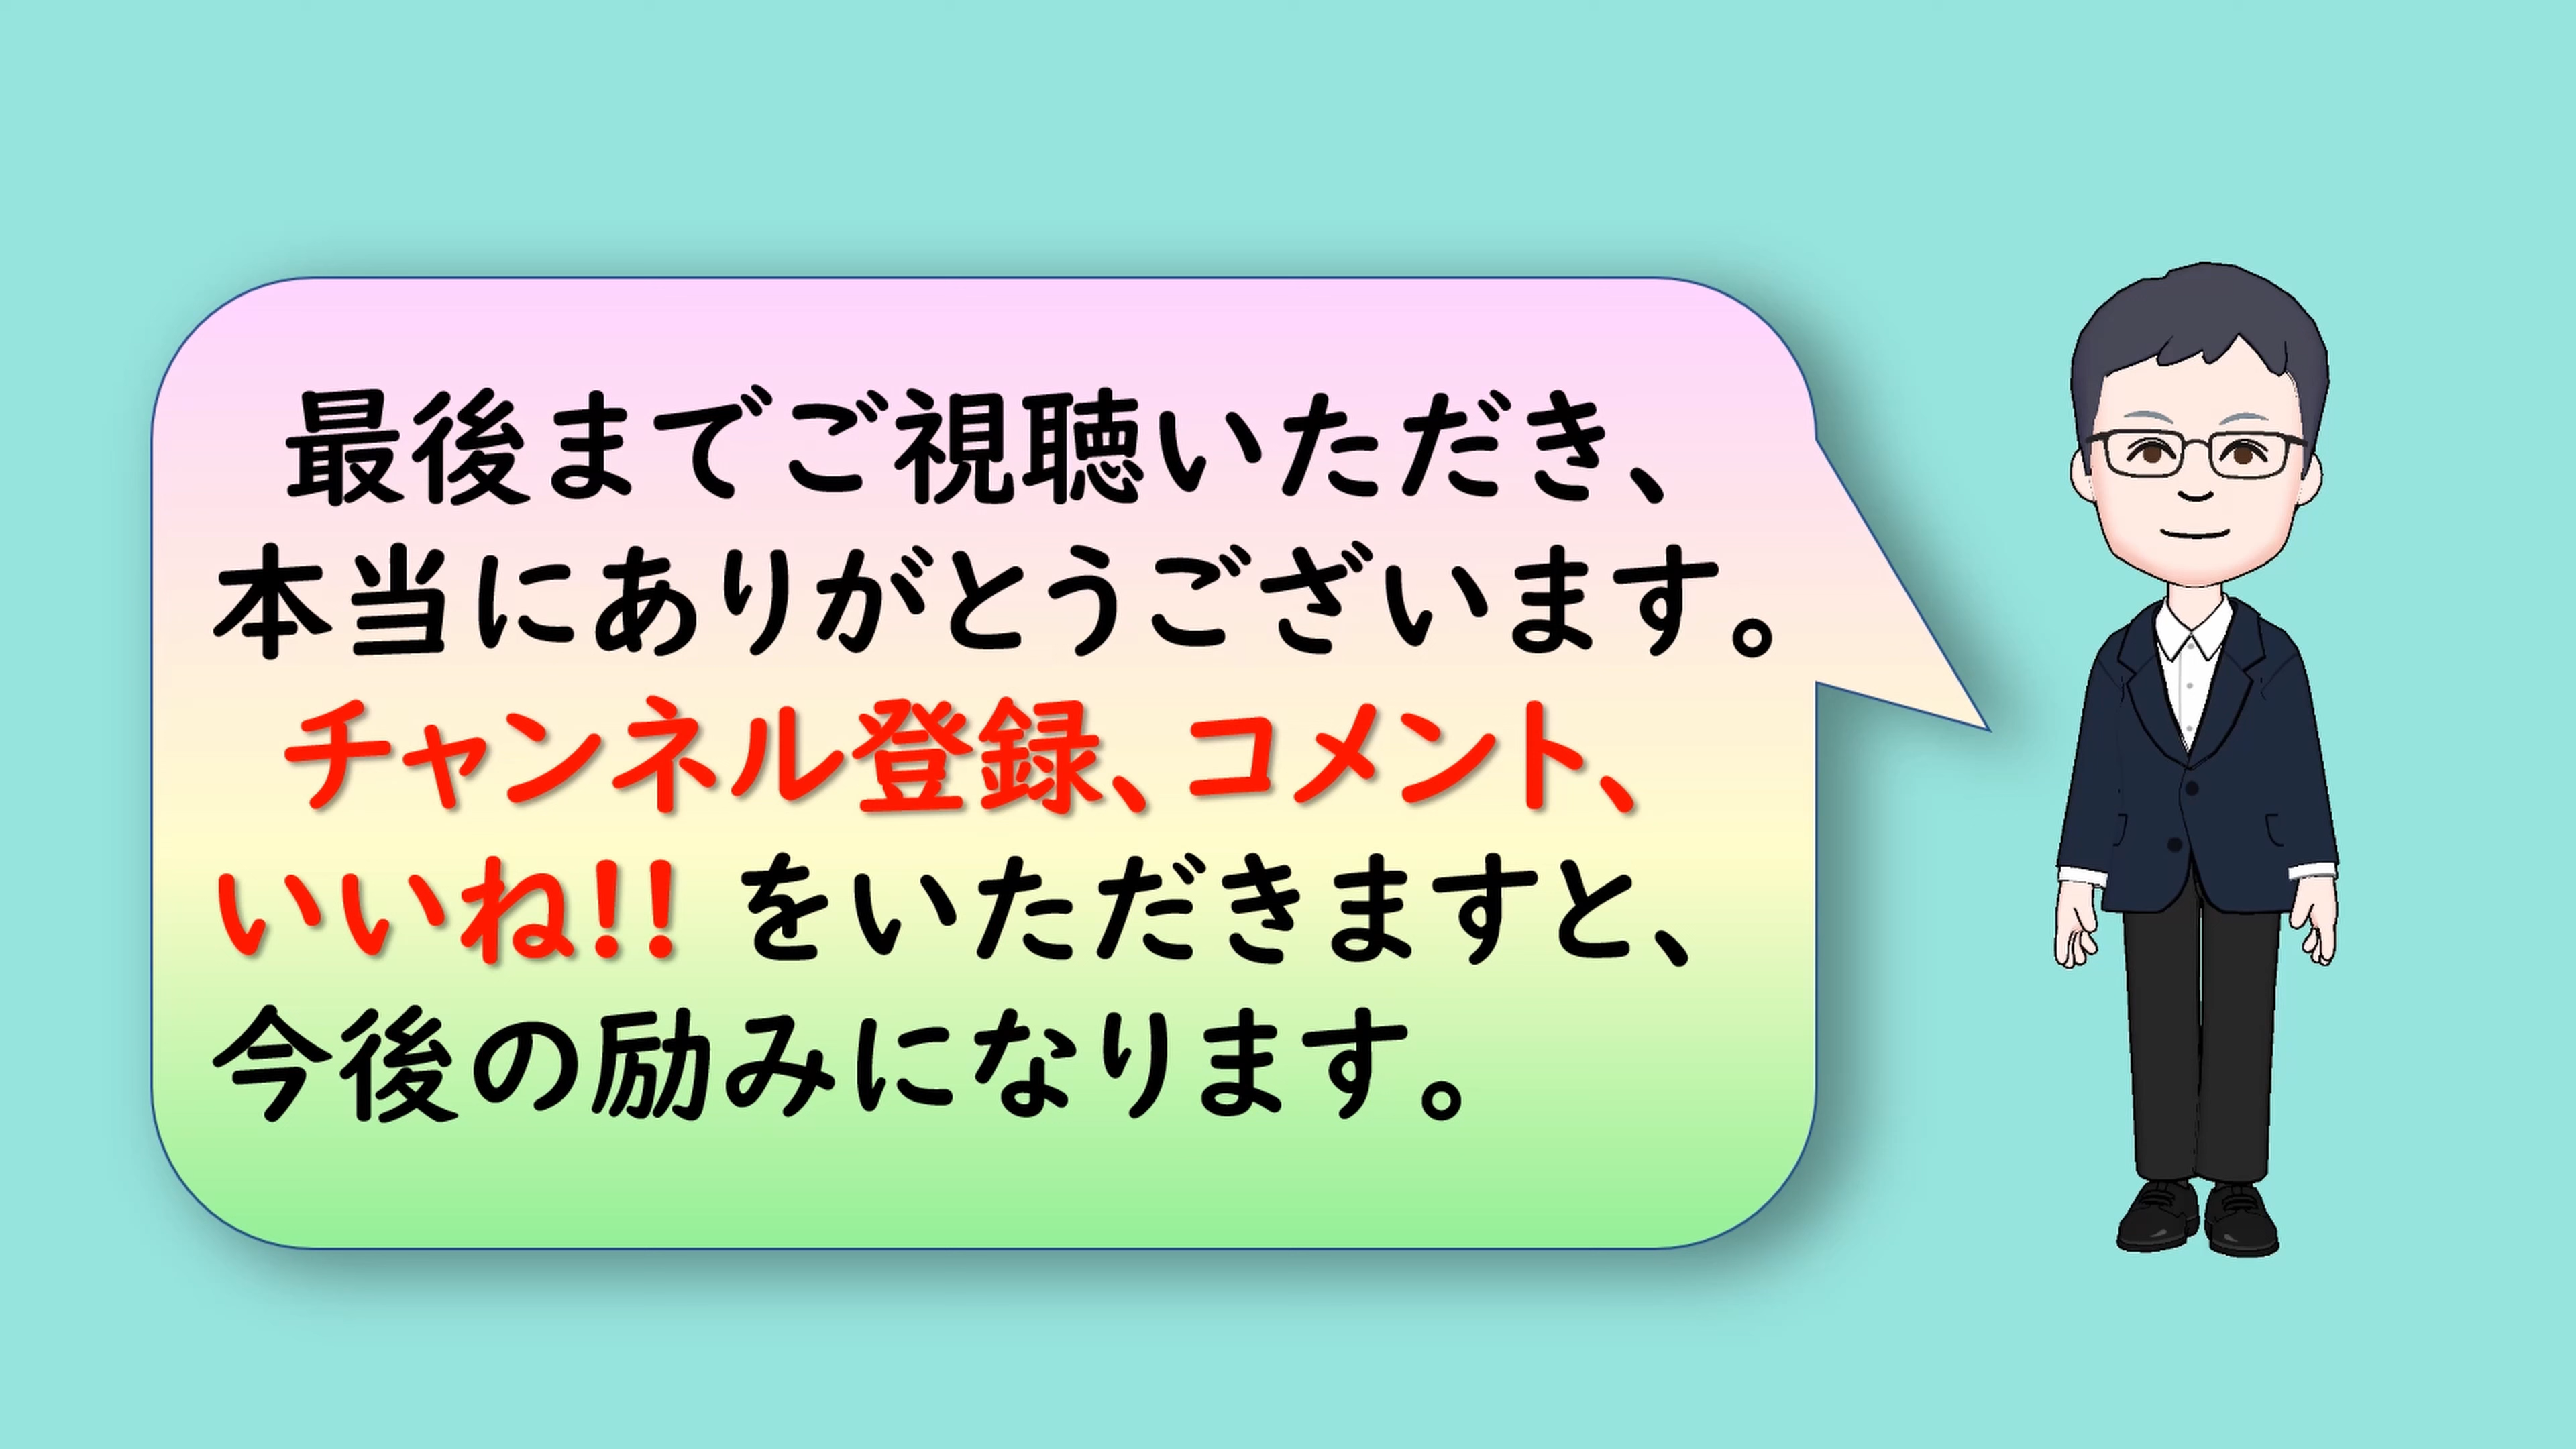 最後までご視聴いただき、
本当にありがとうございます。
チャンネル登録、コメント、
いいね!! をいただきますと、
今後の励みになります。